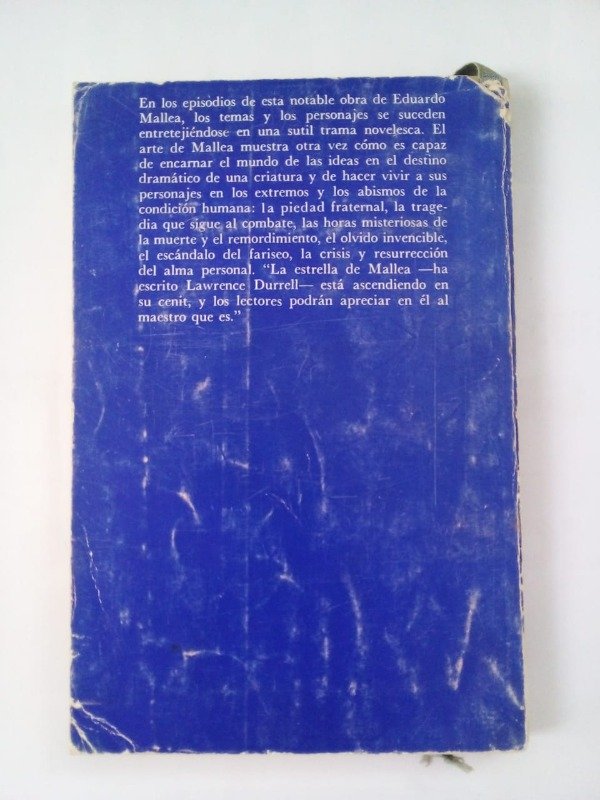 En los episodios de esta notable obra de Eduardo
Mallea, los temas y los personajes se suceden
entretejiéndose en una sutil trama novelesca. El
arte de Mallea muestra otra vez cómo es capaz
de encarnar el mundo de las ideas en el destino
dramático de una criatura y de hacer vivir a sus
personajes en los extremos y los abismos de la
condición humana: la piedad fraternal, la trage-
dia que sigue al combate, las horas misteriosas de
la muerte y el remordimiento, el olvido invencible,
el escándalo del fariseo, la crisis y resurrección
del alma personal. “La estrella de Mallea —ha
escrito Lawrence Durrell— está ascendiendo en
su cenit, y los lectores podrán apreciar en él al
maestro que es.”